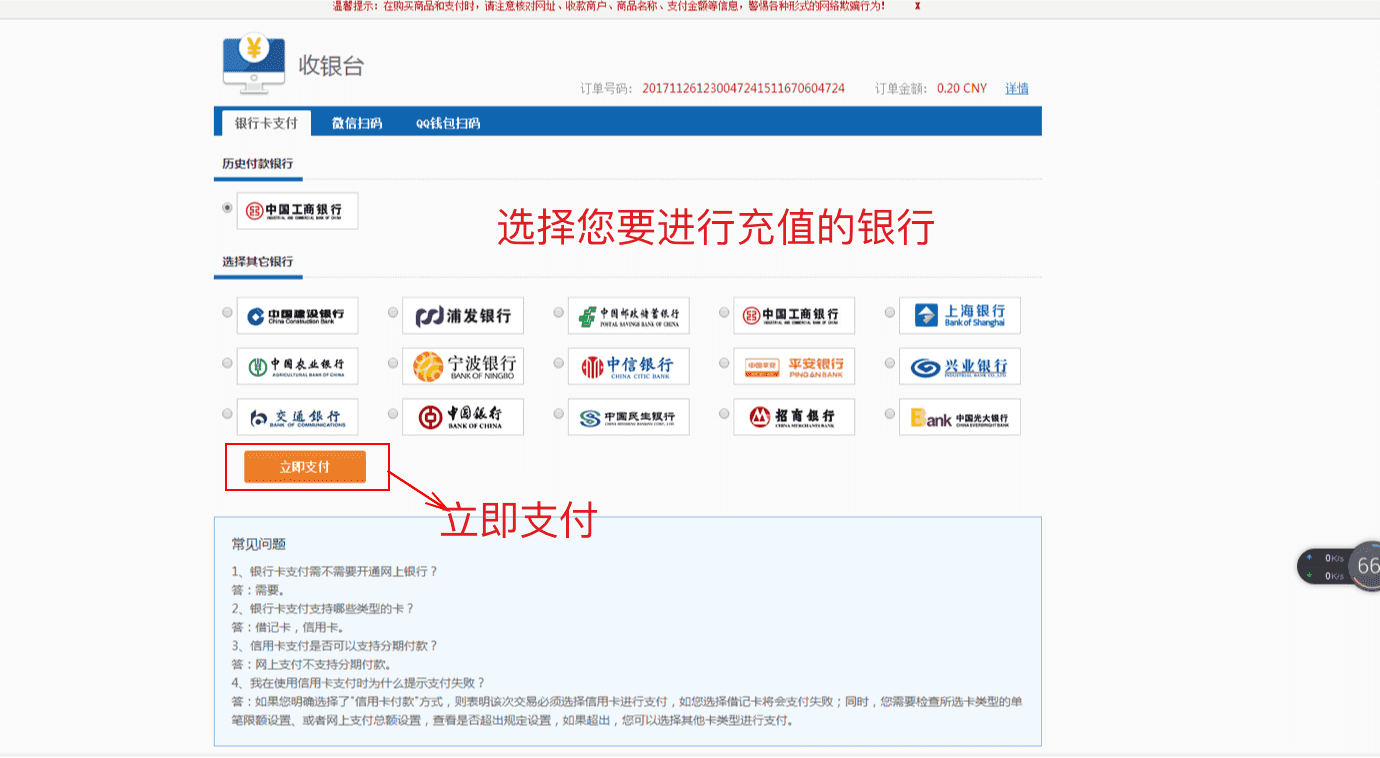 温馨提示：在购买商品和支付时，请注意核对网址、收款商户、商品名称、支付金额等信息，警惕各种形式的网络欺骗行为！ X
收银台
订单号码： 2017112612300472415116706​04724 订单金额： 0.20 CNY 详情
银行卡支付 微信扫码 QQ钱包扫码
历史付款银行
中国工商银行
INDUSTRIAL AND COMMERCIAL BANK OF CHINA
选择您要进行充值的银行
选择其它银行
中国建设银行 浦发银行 中国邮政储蓄银行 中国工商银行 上海银行
China Construction Bank POSTAL SAVINGS BANK OF CHINA INDUSTRIAL AND COMMERCIAL BANK OF CHINA Bank of Shanghai
中国农业银行 宁波银行 中信银行 中国平安 平安银行 兴业银行
AGRICULTURAL BANK OF CHINA BANK OF NINGBO CHINA CITIC BANK PING AN BANK INDUSTRIAL BANK CO.,LTD.
交通银行 中国银行 中国民生银行 招商银行 Bank 中国光大银行
BANK OF COMMUNICATIONS BANK OF CHINA CHINA MINSHENG BANKING CORP., LTD. CHINA MERCHANTS BANK CHINA EVERBRIGHT BANK
立即支付
立即支付
常见问题
1、银行卡支付需不需要开通网上银行？
答：需要。
2、银行卡支付支持哪些类型的卡？
答：借记卡，信用卡。
3、信用卡支付是否可以支持分期付款？
答：网上支付不支持分期付款。
4、我在使用信用卡支付时为什么提示支付失败？
答：如果您明确选择了"信用卡付款"方式，则表明该次交易必须选择信用卡进行支付，如您选择借记卡将会支付失败；同时，您需要检查所选卡类型的单
笔限额设置、或者网上支付总额设置，查看是否超出规定设置，如果超出，您可以选择其他卡类型进行支付。
0K/s
0K/s
66